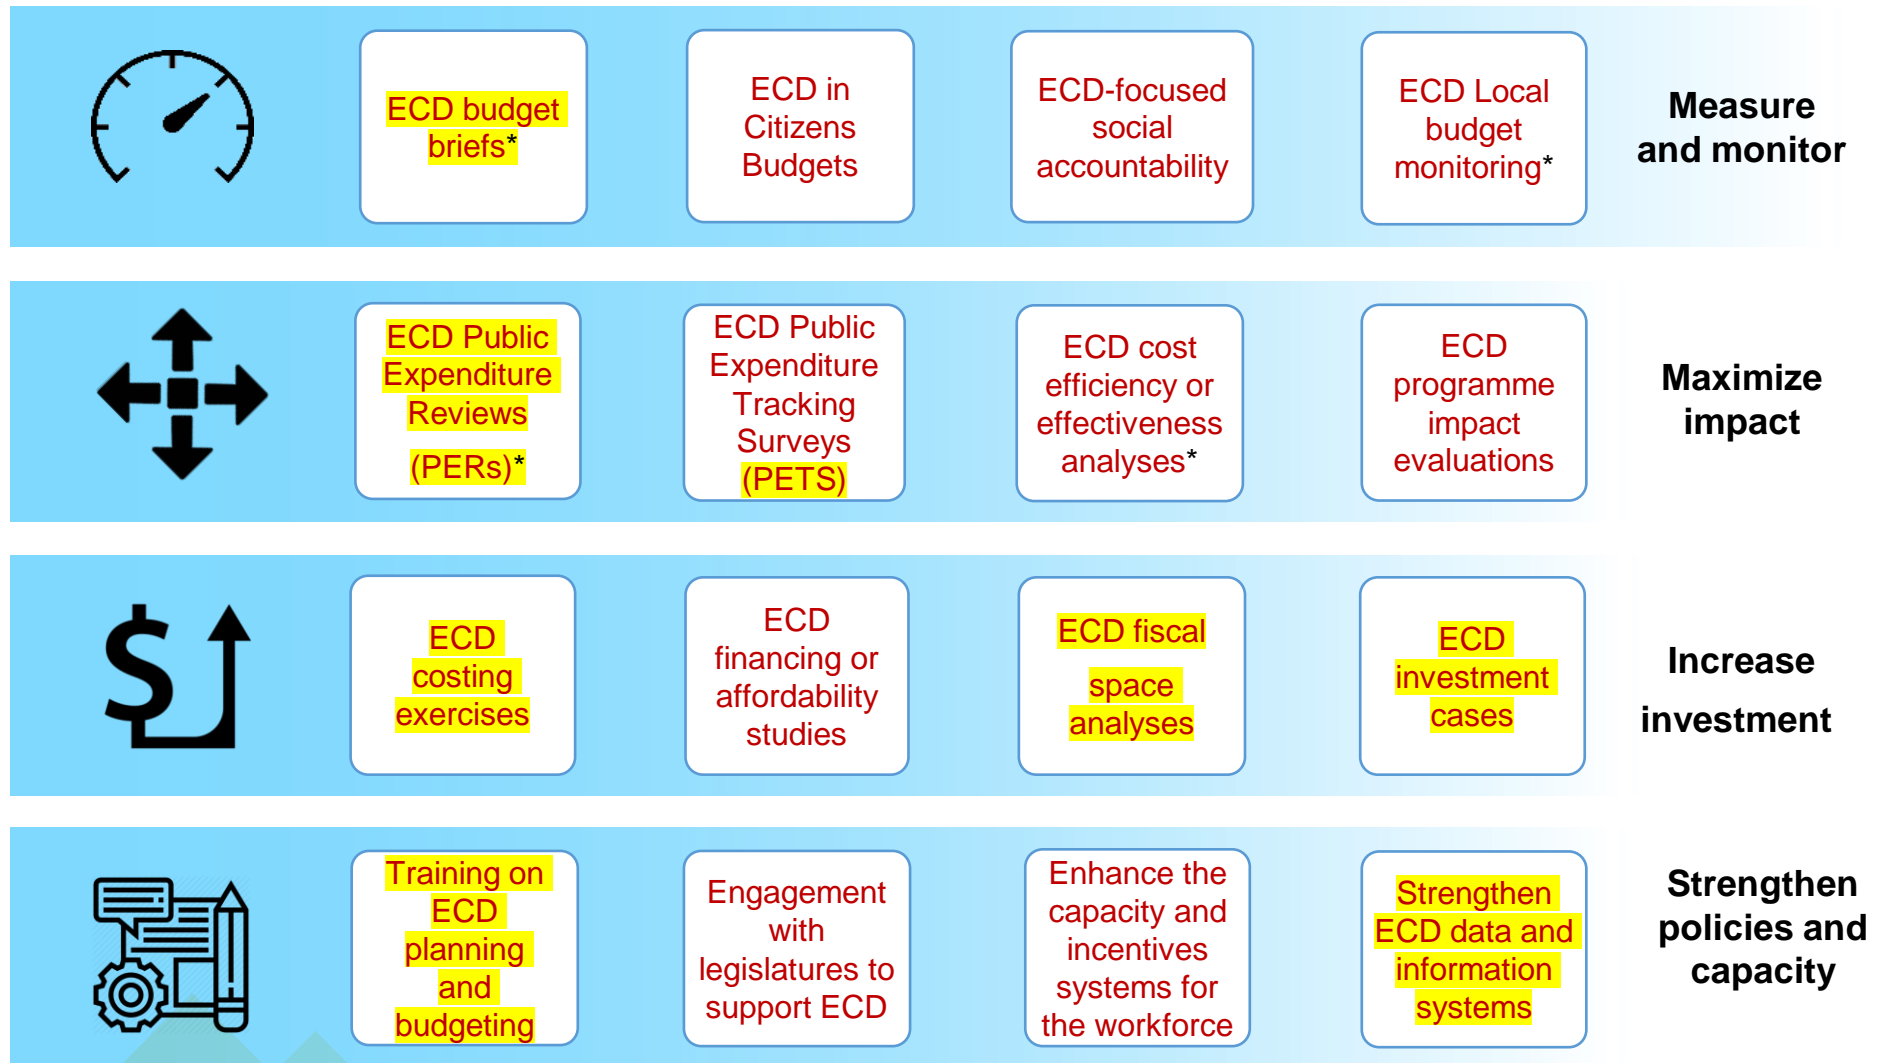 ECD budget
briefs*
ECD in
Citizens
Budgets
ECD-focused
social
accountability
ECD Local
budget
monitoring*
Measure
and monitor
ECD Public
Expenditure
Reviews
(PERs)*
ECD Public
Expenditure
Tracking
Surveys
(PETS)
ECD cost
efficiency or
effectiveness
analyses*
ECD
programme
impact
evaluations
Maximize
impact
$
ECD
costing
exercises
ECD
financing or
affordability
studies
ECD fiscal
space
analyses
ECD
investment
cases
Increase
investment
Training on
ECD
planning
and
budgeting
Engagement
with
legislatures to
support ECD
Enhance the
capacity and
incentives
systems for
the workforce
Strengthen
ECD data and
information
systems
Strengthen
policies and
capacity